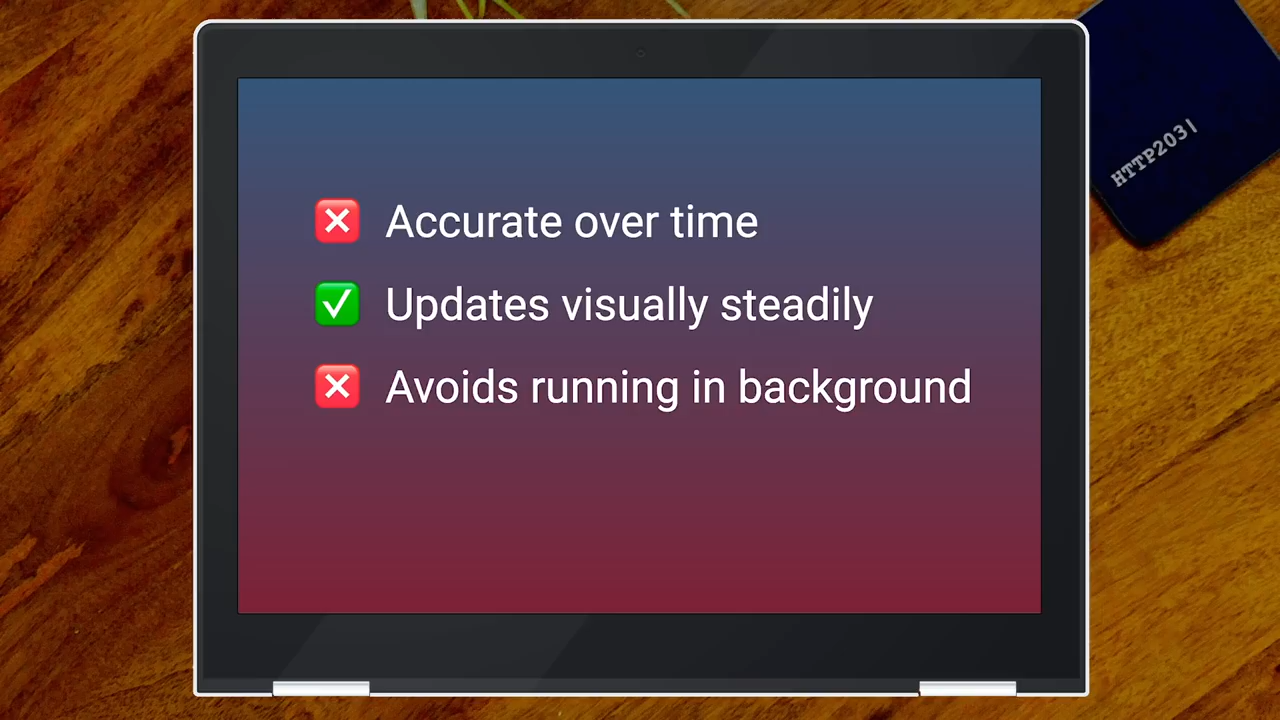 ❌ Accurate over time
✅ Updates visually steadily
❌ Avoids running in background
HTTP203|